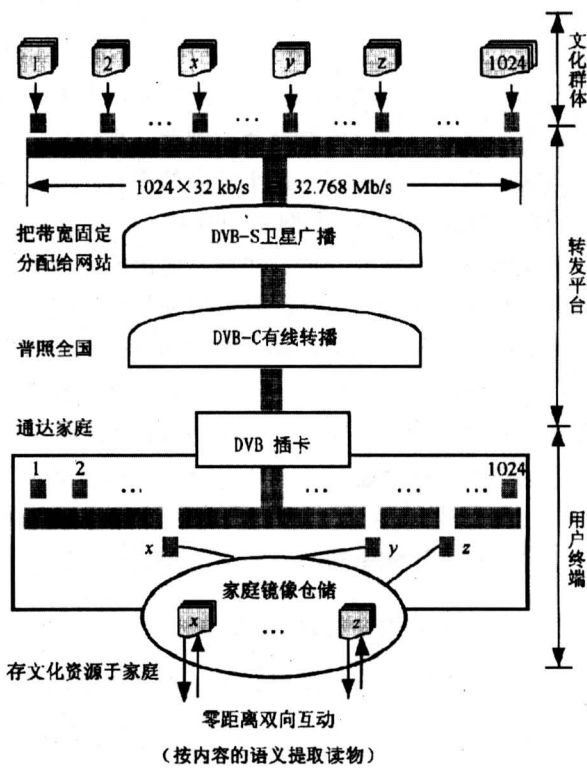 1 2 x y z 1024
文化群体
… … … …
1024×32 kb/s 32.768 Mb/s
把带宽固定
分配给网站
DVB-S卫星广播
转发平台
DVB-C有线转播
普照全国
通达家庭
DVB 插卡
1 2 1024
… … … …
x y z
用户终端
家庭镜像仓储
x … z
存文化资源于家庭
零距离双向互动
(按内容的语义提取读物)